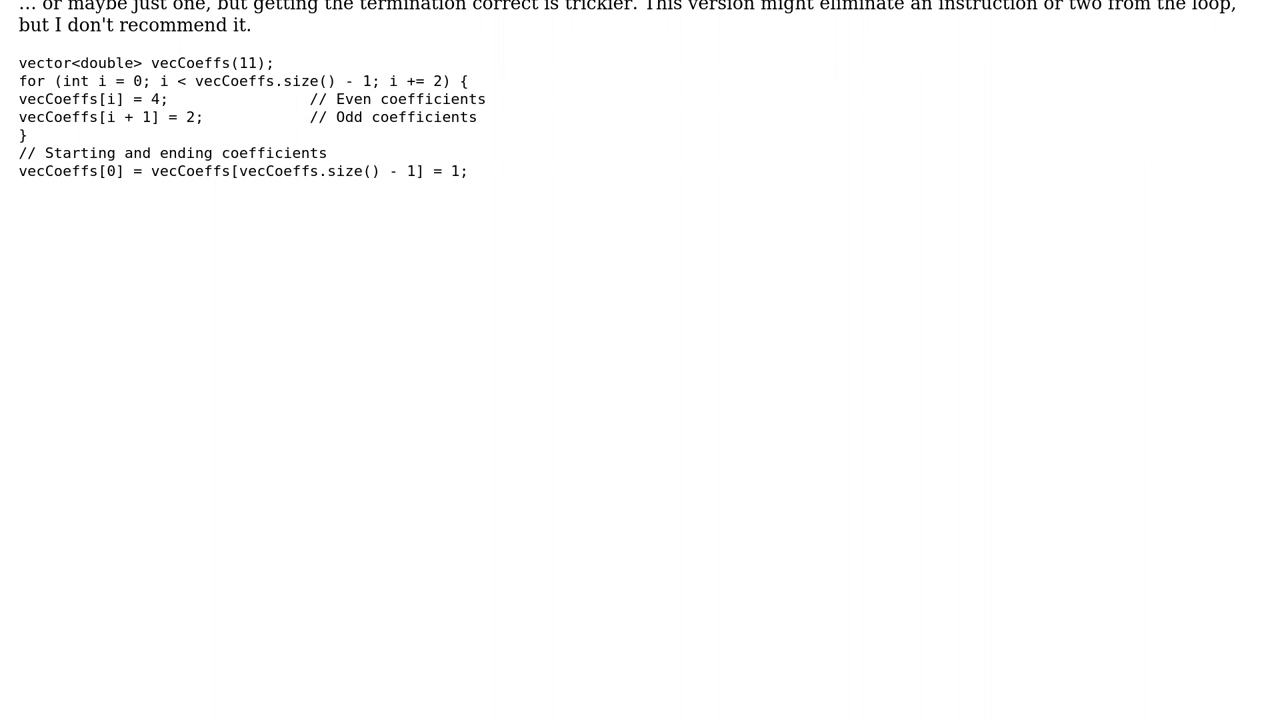 ... or maybe just one, but getting the termination correct is trickier. This version might eliminate an instruction or two from the loop,
but I don't recommend it.
vector<double> vecCoeffs(11);
for (int i = 0; i < vecCoeffs.size() - 1; i += 2) {
vecCoeffs[i] = 4;                // Even coefficients
vecCoeffs[i + 1] = 2;            // Odd coefficients
}
// Starting and ending coefficients
vecCoeffs[0] = vecCoeffs[vecCoeffs.size() - 1] = 1;